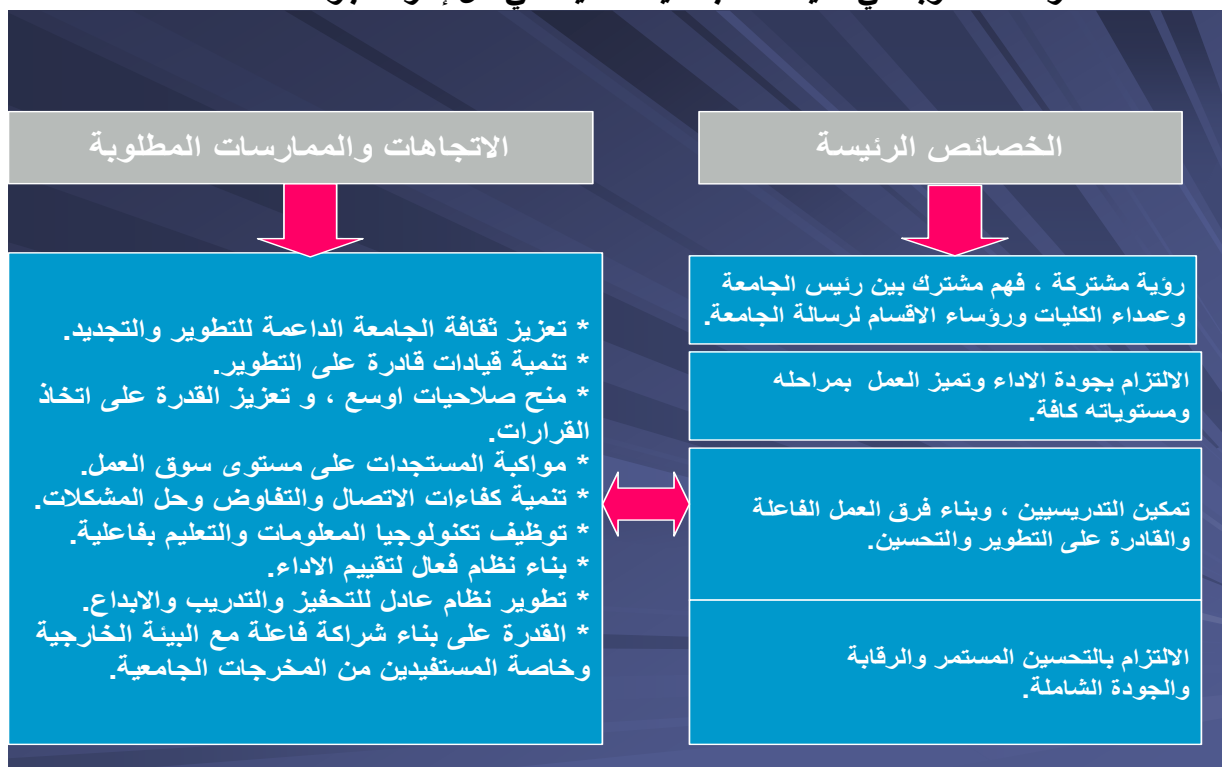 الخصائص الرئيسة
رؤية مشتركة ، فهم مشترك بين رئيس الجامعة
وعمداء الكليات ورؤساء الاقسام لرسالة الجامعة.
الالتزام بجودة الاداء وتميز العمل بمراحله
ومستوياته كافة.
تمكين التدريسيين ، وبناء فرق العمل الفاعلة
والقادرة على التطوير والتحسين.
الالتزام بالتحسين المستمر والرقابة
والجودة الشاملة.
الاتجاهات والممارسات المطلوبة
* تعزيز ثقافة الجامعة الداعمة للتطوير والتجديد.
* تنمية قيادات قادرة على التطوير.
* منح صلاحيات اوسع ، و تعزيز القدرة على اتخاذ
القرارات.
* مواكبة المستجدات على مستوى سوق العمل.
* تنمية كفاءات الاتصال والتفاوض وحل المشكلات.
* توظيف تكنولوجيا المعلومات والتعليم بفاعلية.
* بناء نظام فعال لتقييم الاداء.
* تطوير نظام عادل للتحفيز والتدريب والابداع.
* القدرة على بناء شراكة فاعلة مع البيئة الخارجية
وخاصة المستفيدين من المخرجات الجامعية.